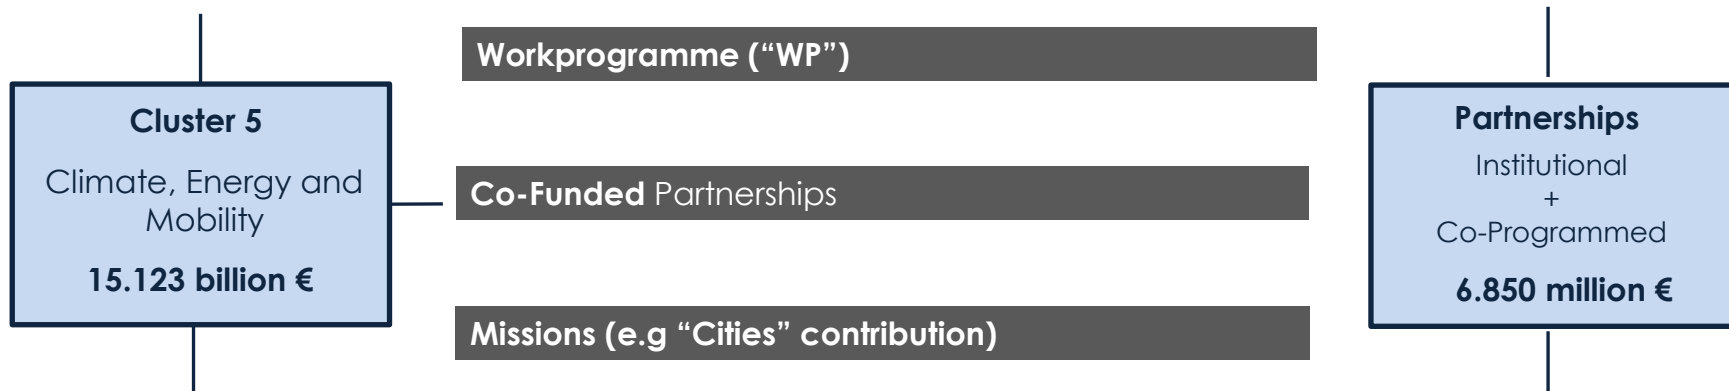 Cluster 5
Climate, Energy and
Mobility
15.123 billion €
Workprogramme (“WP”)
Co-Funded Partnerships
Missions (e.g “Cities” contribution)
Partnerships
Institutional
+
Co-Programmed
6.850 million €